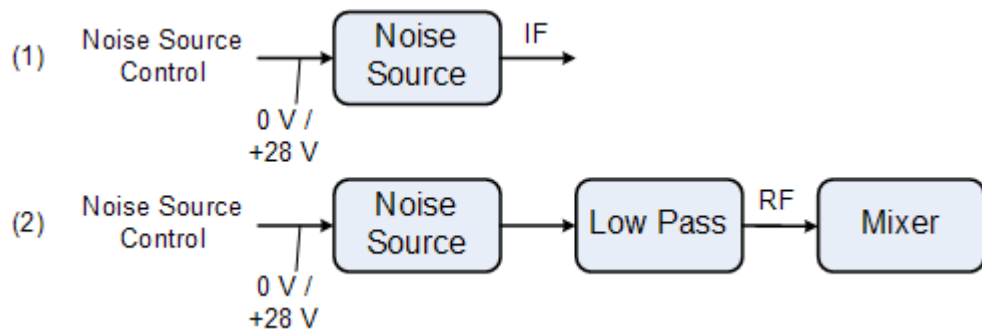 (1)
Noise Source
Control
0 V /
+28 V
Noise
Source
IF
(2)
Noise Source
Control
0 V /
+28 V
Noise
Source
Low Pass
RF
Mixer